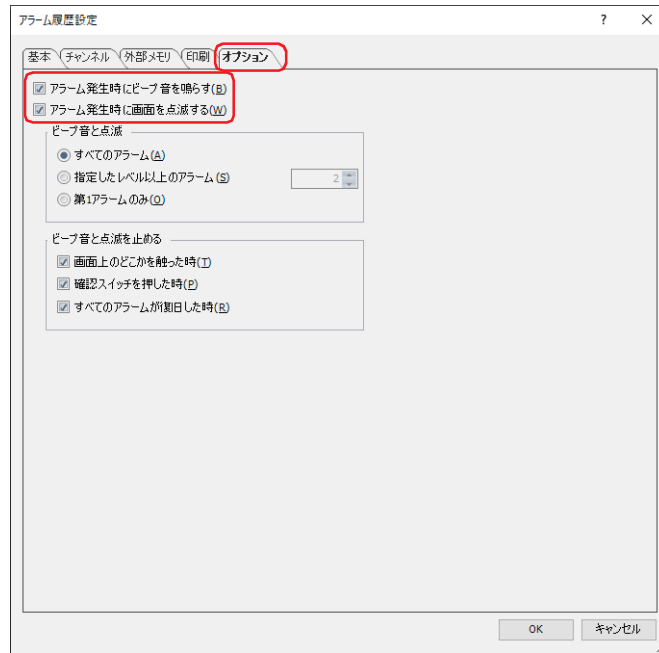 アラーム履歴設定
基本 チャンネル 外部メモリ 印刷 オプション
アラーム発生時にビープ音を鳴らす(B)
アラーム発生時に画面を点滅する(W)
ビープ音と点滅
すべてのアラーム(A)
指定したレベル以上のアラーム(S) 2
第1アラームのみ(O)
ビープ音と点滅を止める
画面上のどこかを触った時(T)
確認スイッチを押した時(P)
すべてのアラームが復旧した時(R)
OK キャンセル